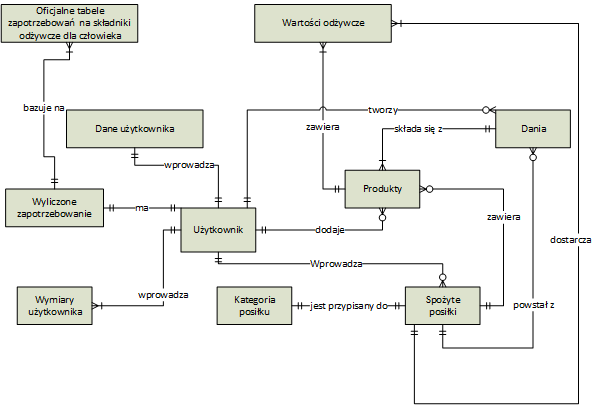 Oficjalne tabele
zapotrzebowań na składniki
odżywcze dla człowieka
Wartości odżywcze
bazuje na
tworzy
Dane użytkownika
zawiera
składa się z
Dania
wprowadza
Produkty
Wyliczone
zapotrzebowanie
ma
Użytkownik
dodaje
zawiera
dostarcza
Wprowadza
Wymiary
użytkownika
wprowadza
Kategoria
posiłku
jest przypisany do
Spożyte
posiłki
powstał z